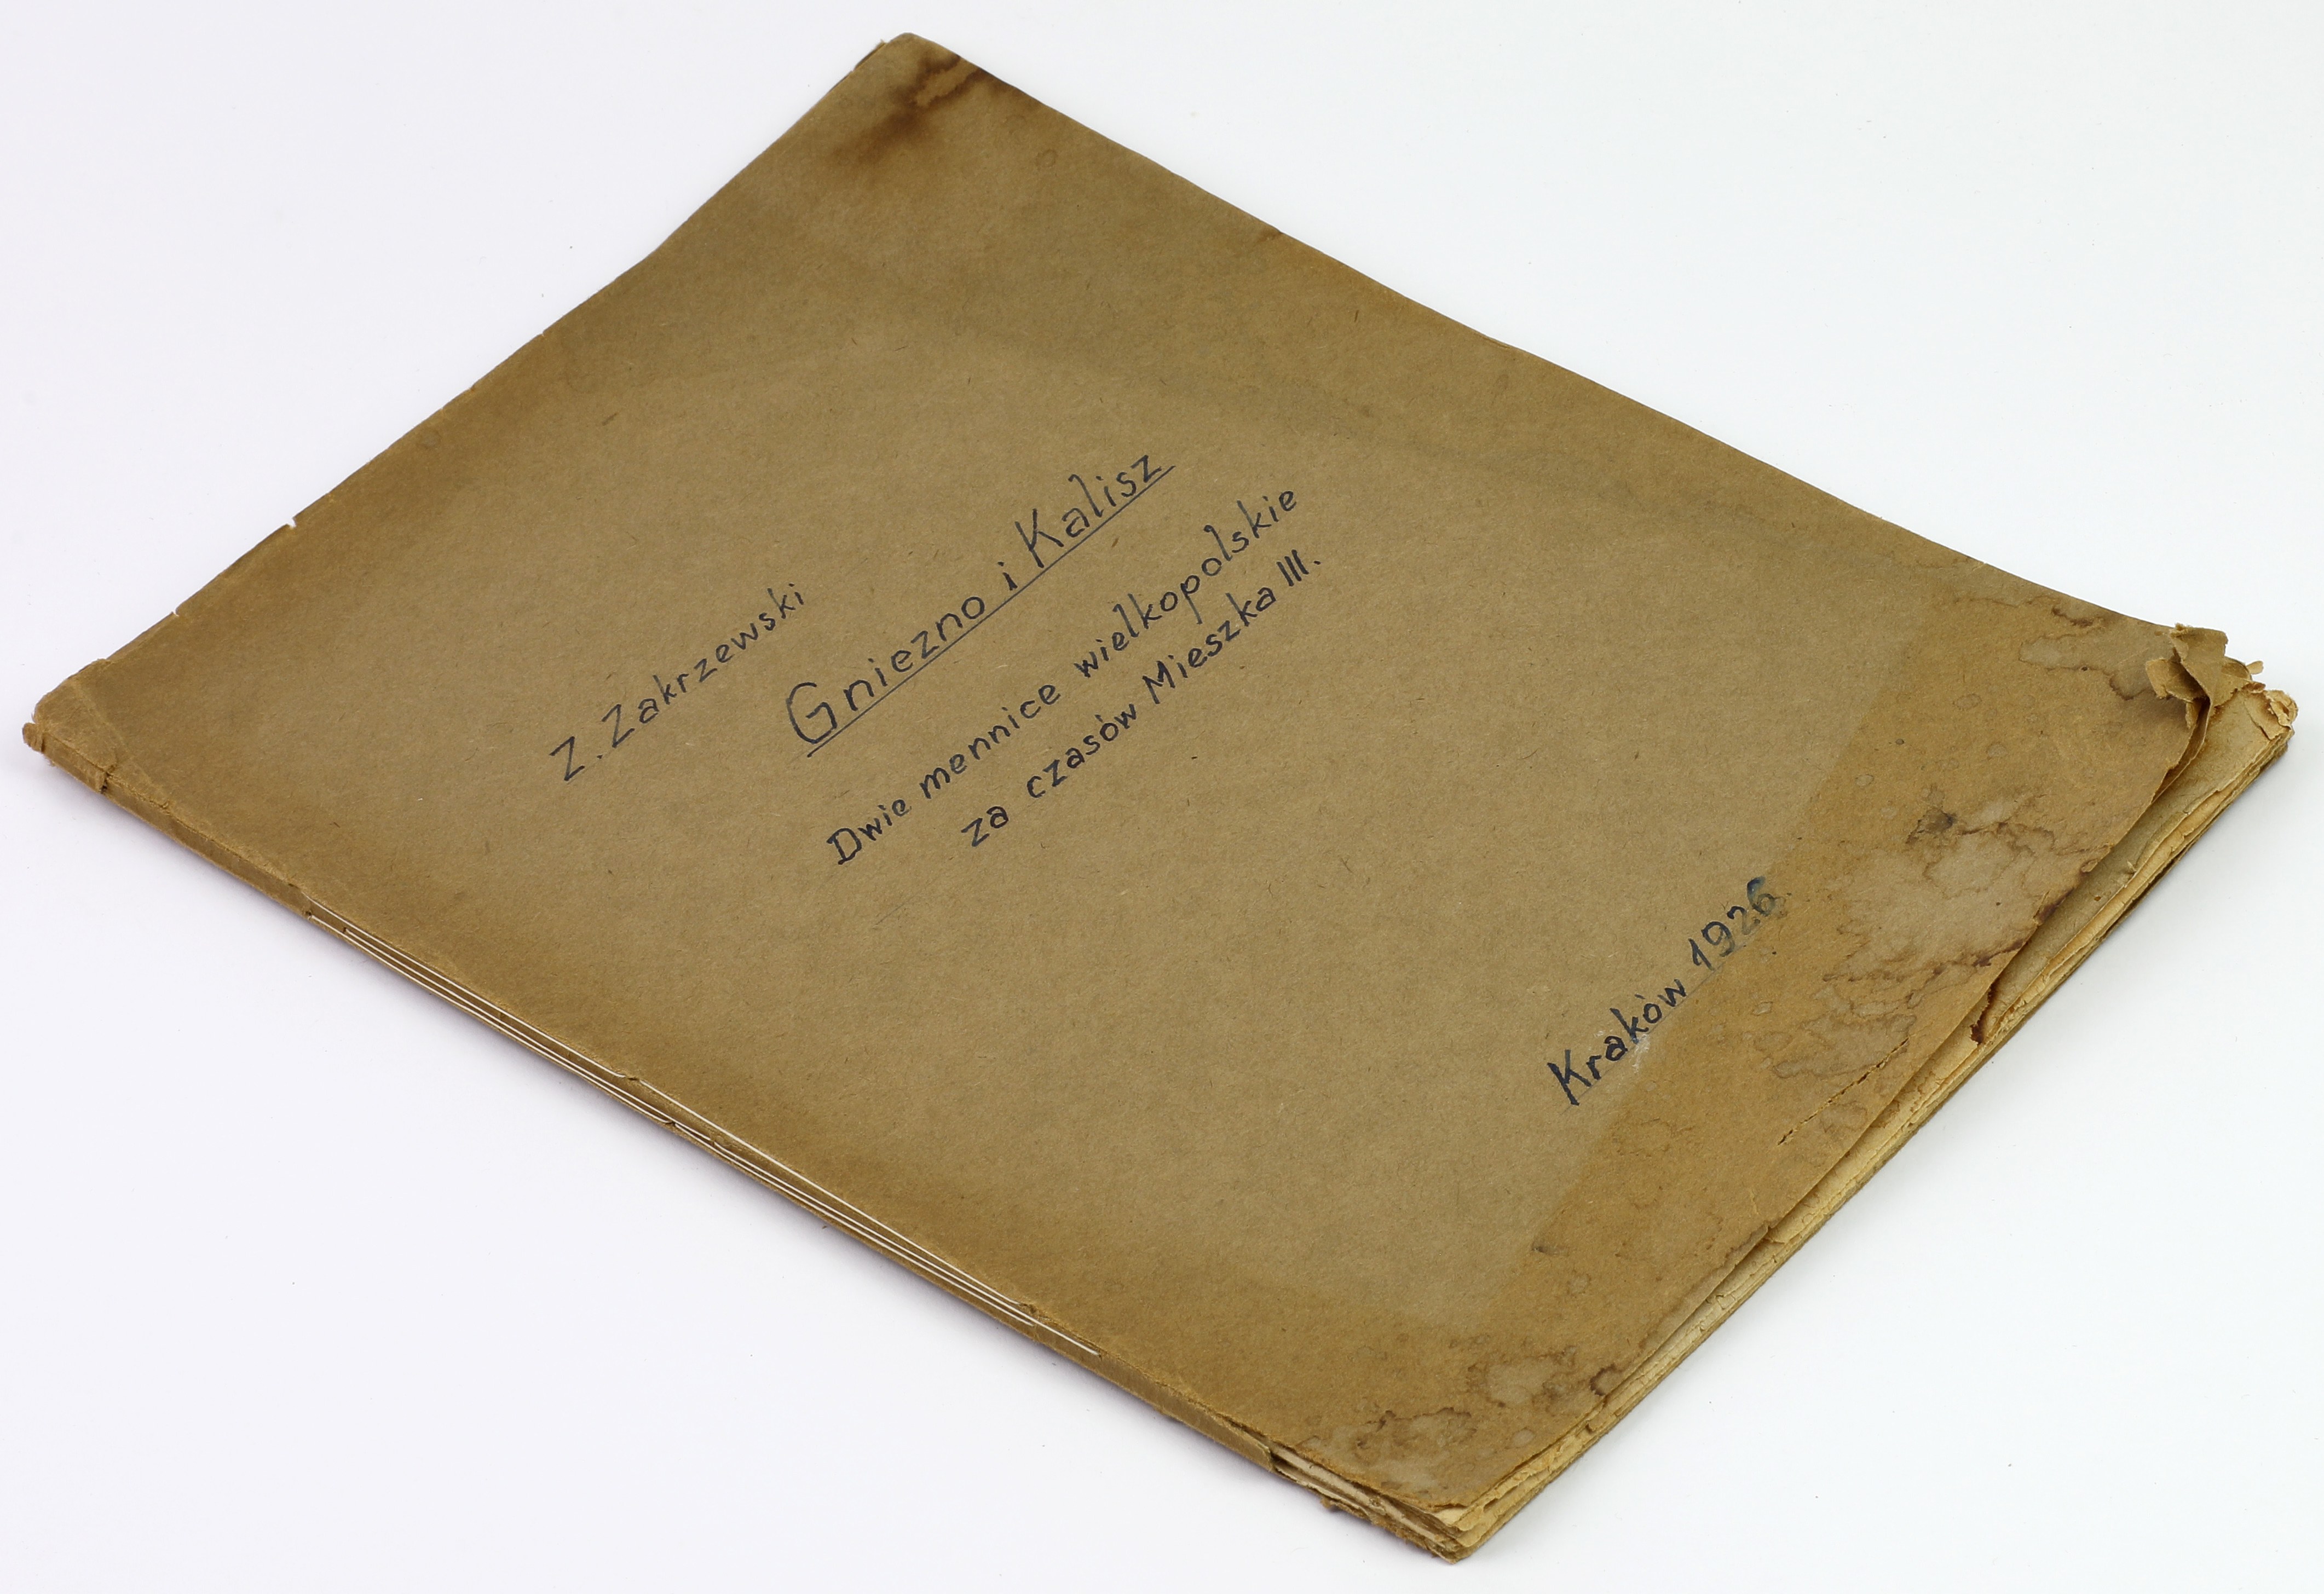 Z. Zakrzewski
Gniezno i Kalisz
Dwie mennice wielkopolskie
za czasów Mieszka III.
Kraków 1926